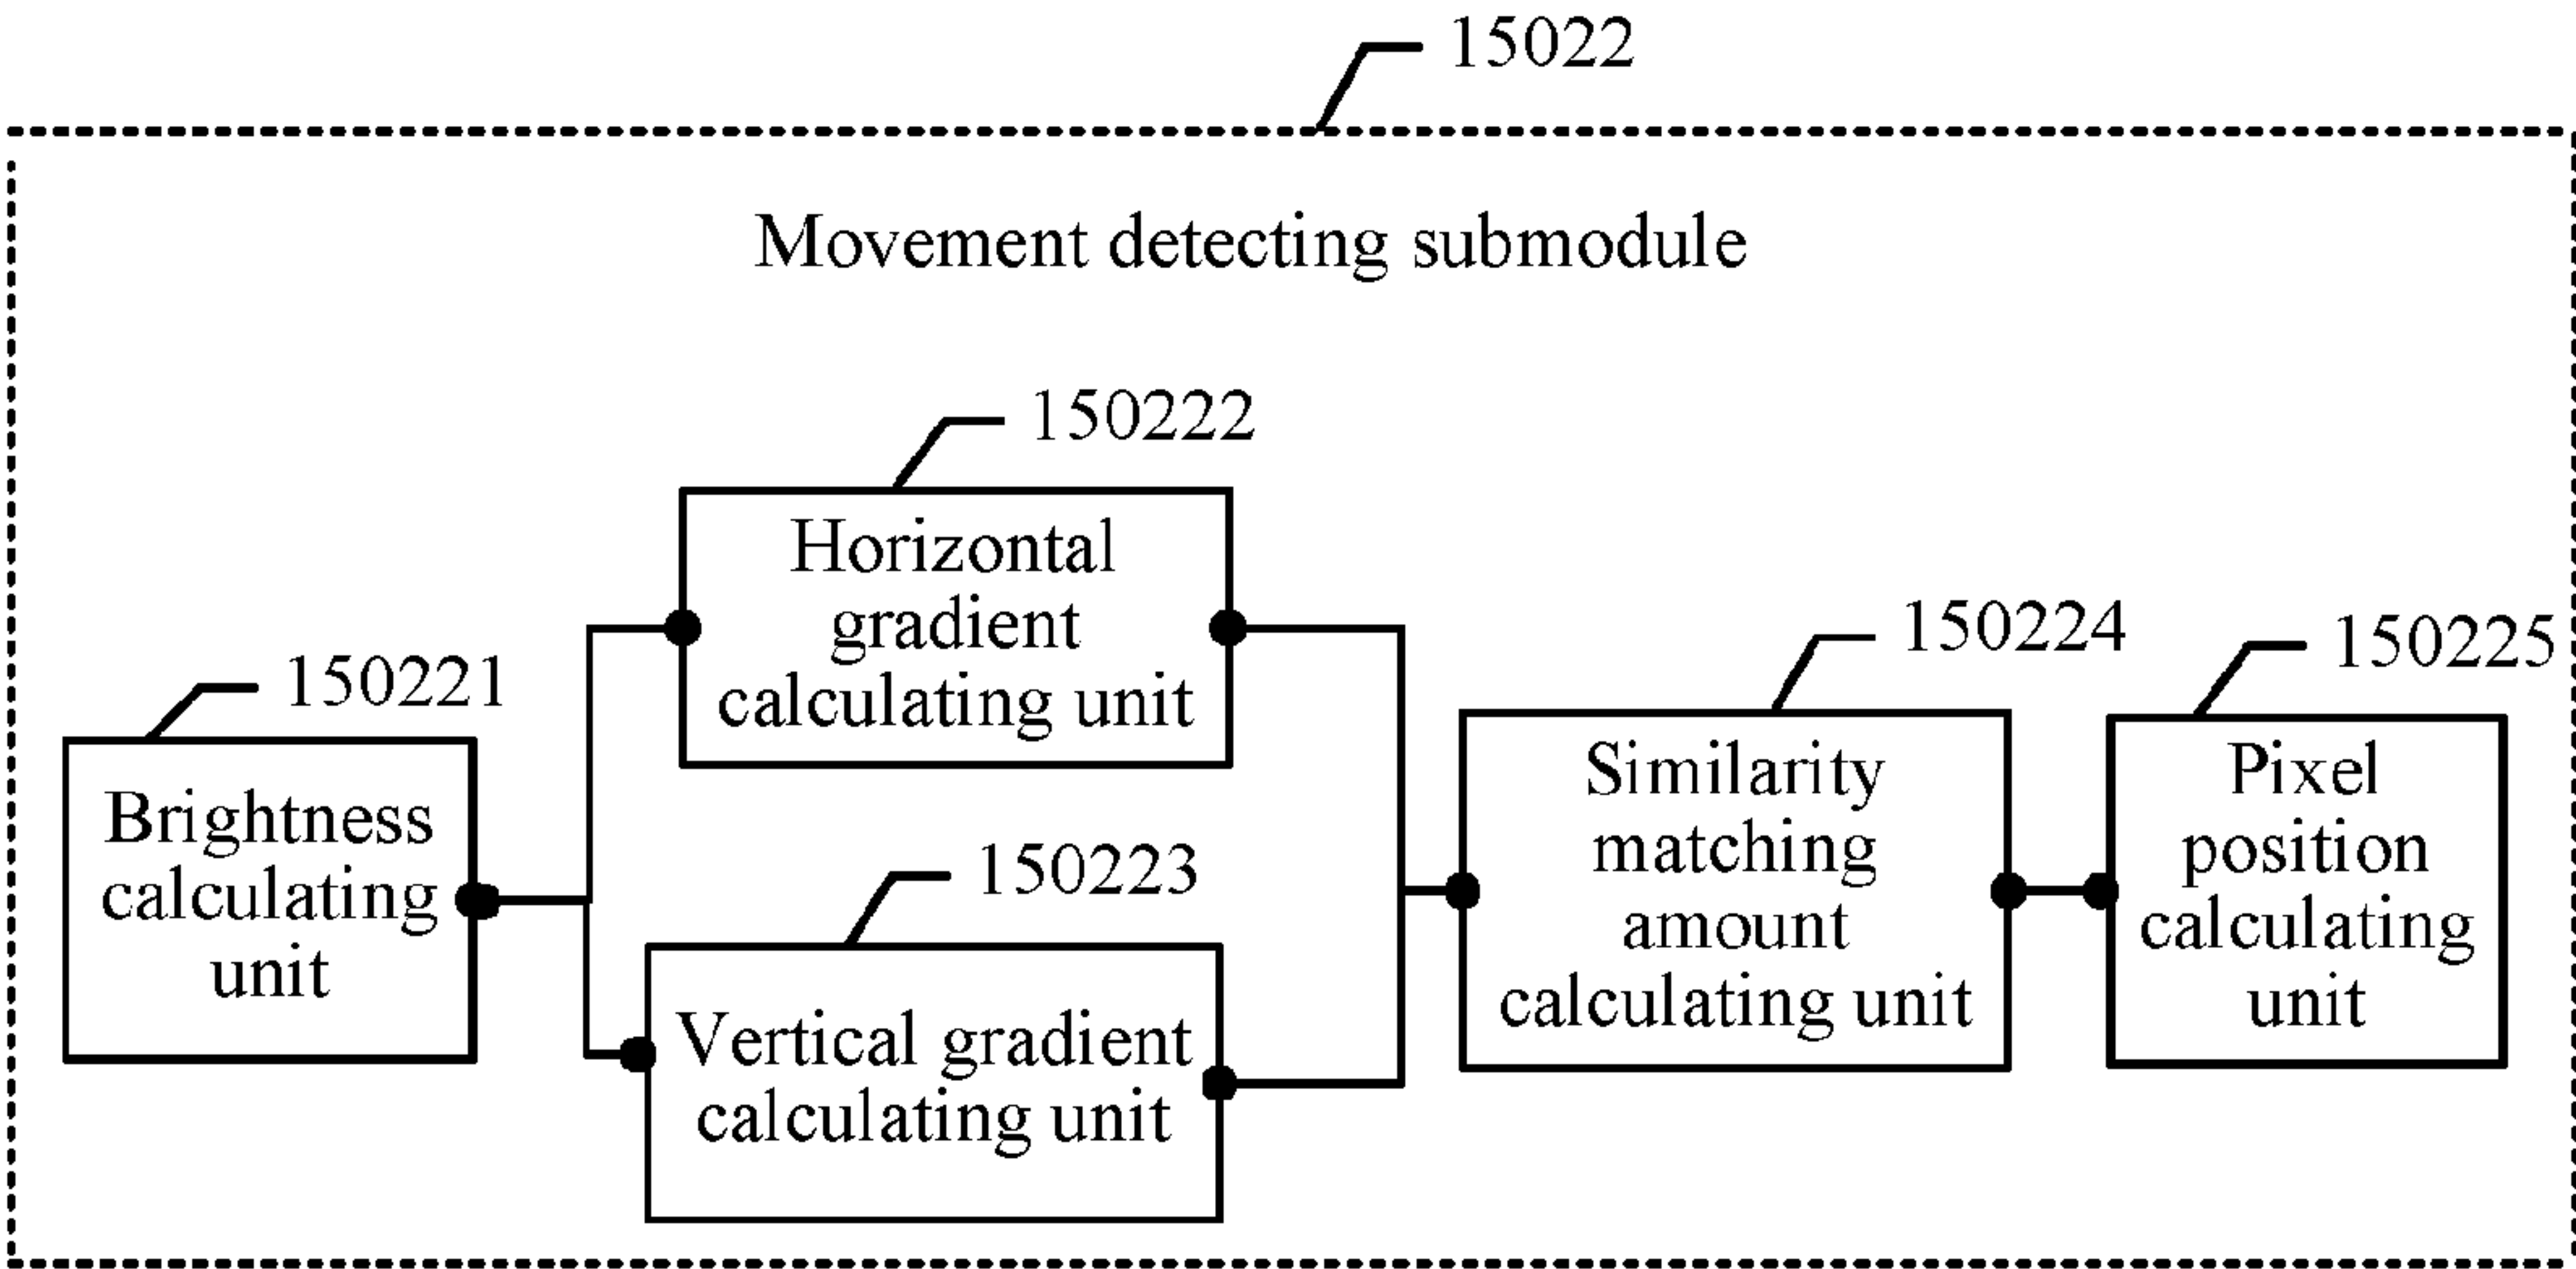 15022
Movement detecting submodule
150222
Horizontal
gradient
calculating unit
150221
Brightness
calculating
unit
150223
Vertical gradient
calculating unit
150224
Similarity
matching
amount
calculating unit
150225
Pixel
position
calculating
unit